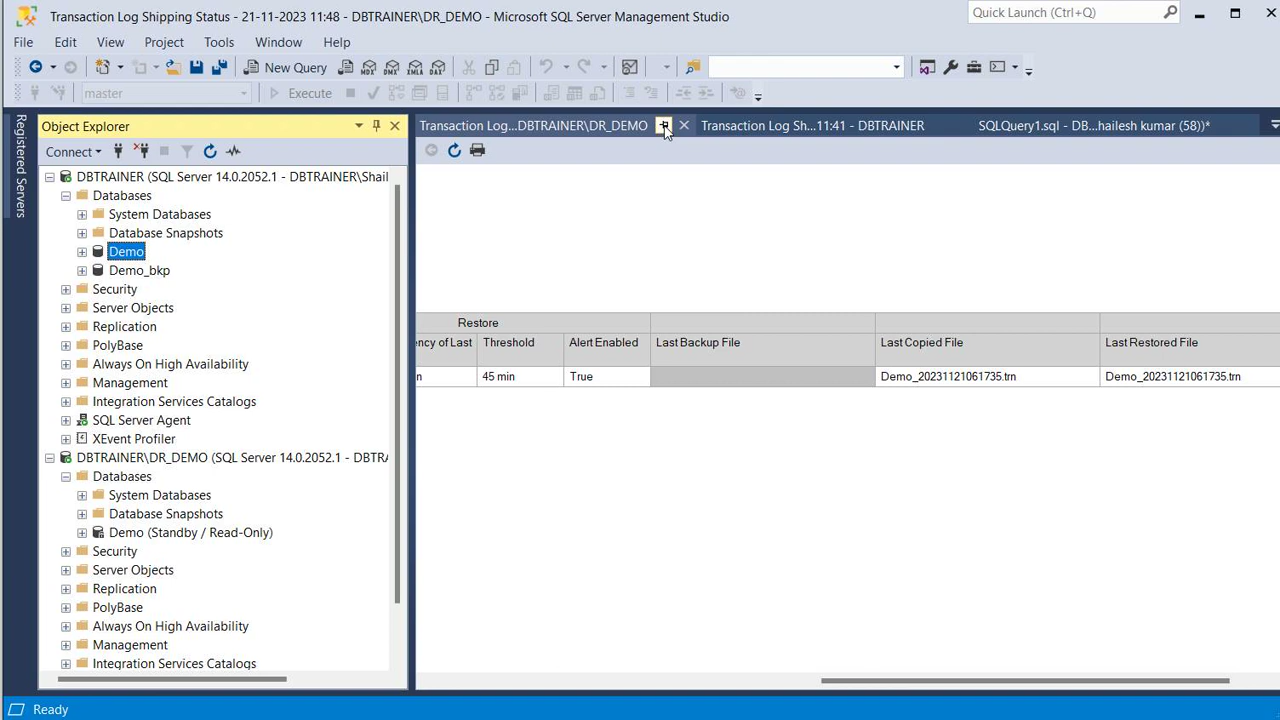 Transaction Log Shipping Status - 21-11-2023 11:48 - DBTRAINER\DR_DEMO - Microsoft SQL Server Management Studio
Quick Launch (Ctrl+Q)
File Edit View Project Tools Window Help
New Query
MDX DMX XMLA DAX
master
Execute
Registered Servers
Object Explorer
Transaction Log...DBTRAINER\DR_DEMO
Transaction Log Sh...11:41 - DBTRAINER
SQLQuery1.sql - DB...hailesh kumar (58))*
Connect
DBTRAINER (SQL Server 14.0.2052.1 - DBTRAINER\Shail
Databases
System Databases
Database Snapshots
Demo
Demo_bkp
Security
Server Objects
Replication
PolyBase
Always On High Availability
Management
Integration Services Catalogs
SQL Server Agent
XEvent Profiler
DBTRAINER\DR_DEMO (SQL Server 14.0.2052.1 - DBTRA
Databases
System Databases
Database Snapshots
Demo (Standby / Read-Only)
Security
Server Objects
Replication
PolyBase
Always On High Availability
Management
Integration Services Catalogs
Restore
ency of Last Threshold Alert Enabled Last Backup File Last Copied File Last Restored File
n 45 min True Demo_20231121061735.trn Demo_20231121061735.trn
Ready